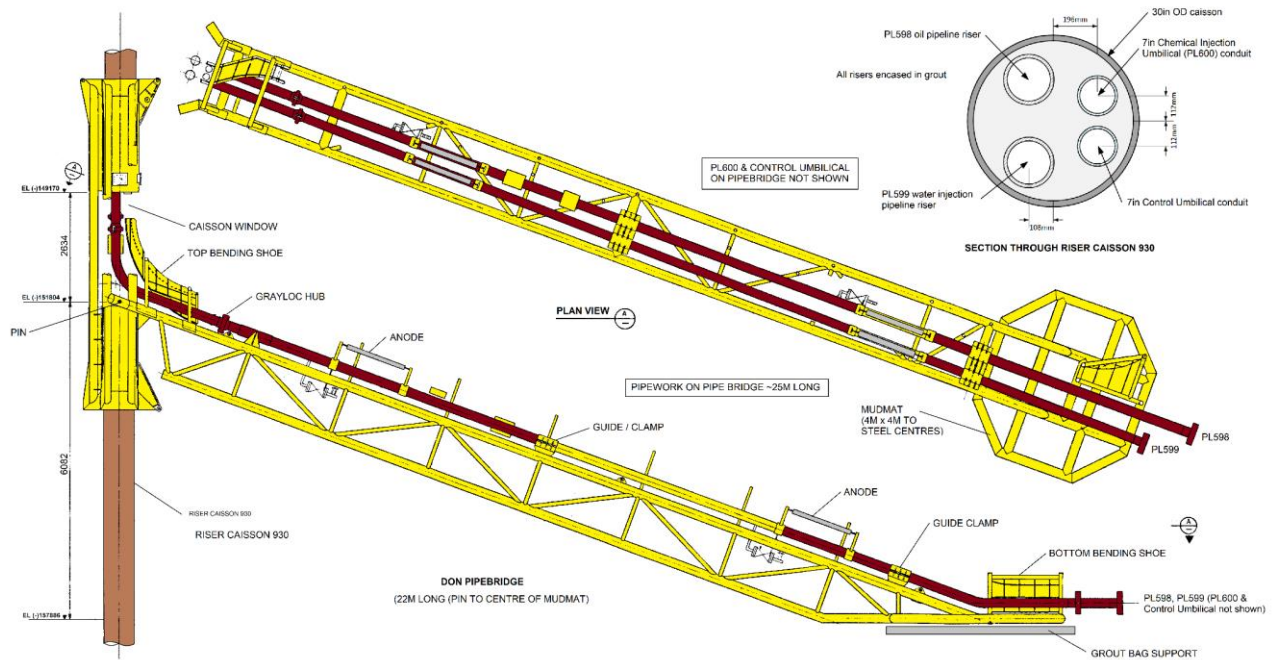 PL598 oil pipeline riser
196mm
30in OD caisson
7in Chemical Injection
Umbilical (PL600) conduit
All risers encased in grout
112mm
112mm
PL599 water injection
pipeline riser
7in Control Umbilical conduit
108mm
SECTION THROUGH RISER CAISSON 930
PL600 & CONTROL UMBILICAL
ON PIPEBRIDGE NOT SHOWN
A
EL (-)149170
CAISSON WINDOW
2634
TOP BENDING SHOE
EL (-)151804
GRAYLOC HUB
PIN
ANODE
PLAN VIEW
A
PIPEWORK ON PIPE BRIDGE ~25M LONG
MUDMAT
(4M x 4M TO
STEEL CENTRES)
PL598
PL599
GUIDE / CLAMP
6082
RISER CAISSON 930
RISER CAISSON 930
ANODE
GUIDE CLAMP
A
BOTTOM BENDING SHOE
DON PIPEBRIDGE
(22M LONG (PIN TO CENTRE OF MUDMAT)
PL598, PL599 (PL600 &
Control Umbilical not shown)
EL (-)157886
GROUT BAG SUPPORT